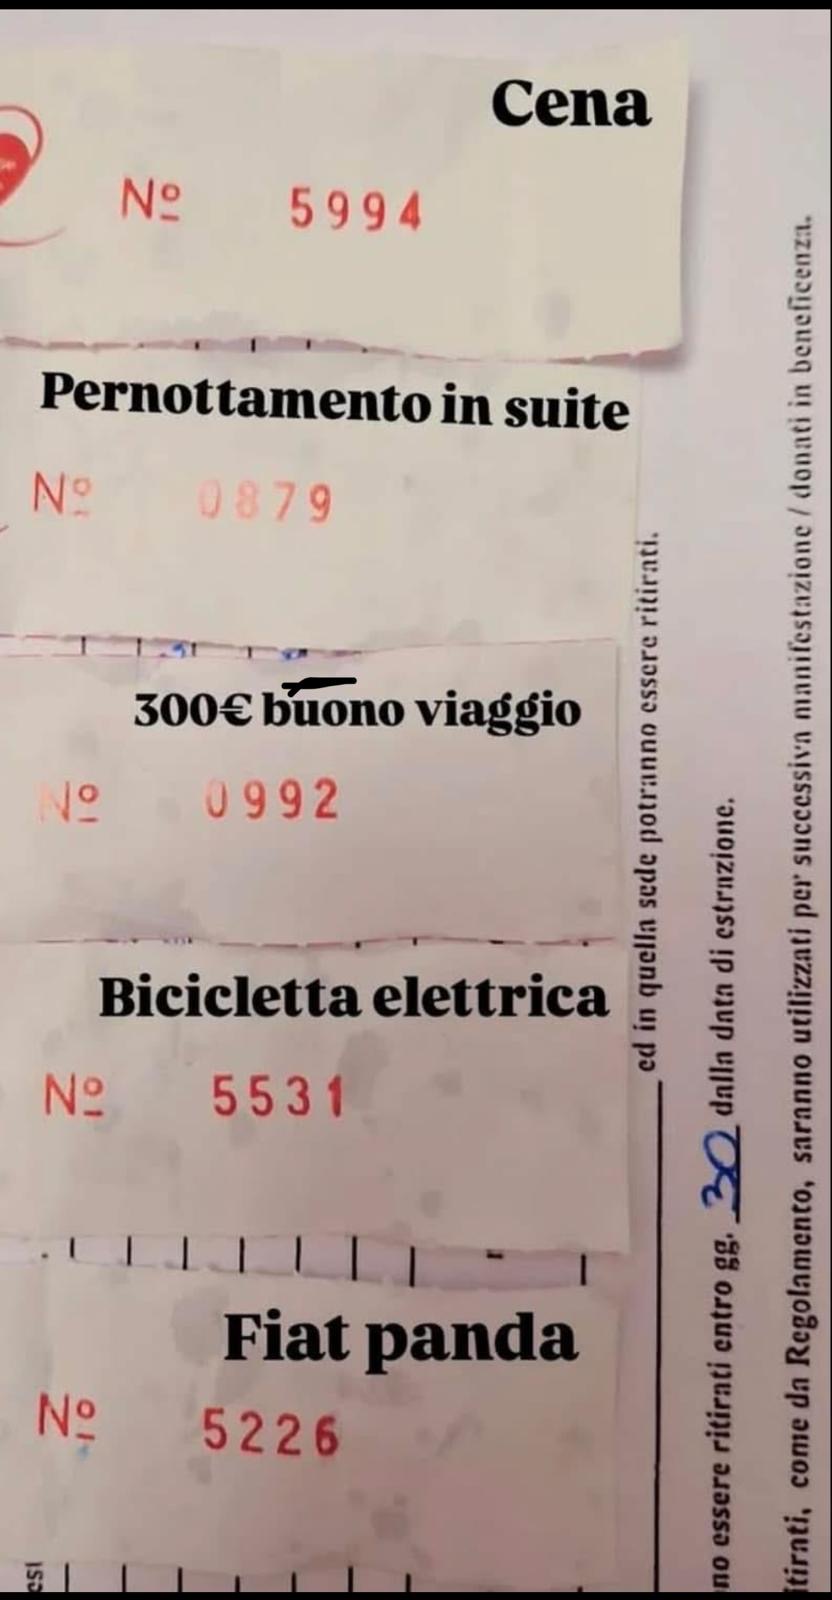 Cena
Nº 5994
Pernottamento in suite
Nº 0879
300€ buono viaggio
Nº 0992
Bicicletta elettrica
Nº 5531
Fiat panda
Nº 5226
ed in quella sede potranno essere ritirati.
essere ritirati entro gg. 30 dalla data di estrazione.
come da Regolamento, saranno utilizzati per successiva manifestazione / donati in beneficenza.